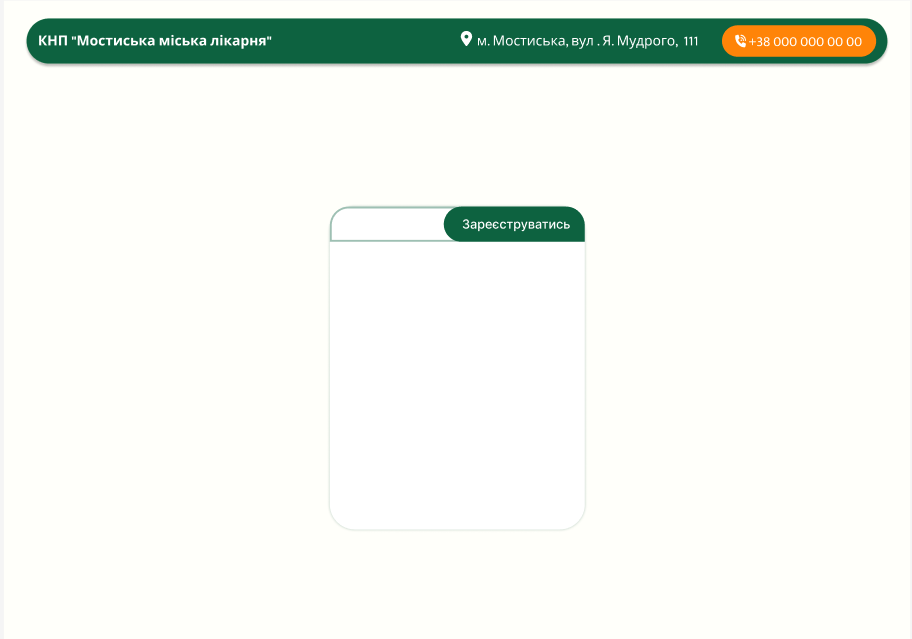 КНП "Мостиська міська лікарня"
м. Мостиська, вул . Я. Мудрого, 111
+38 000 000 00 00
Зареєструватись